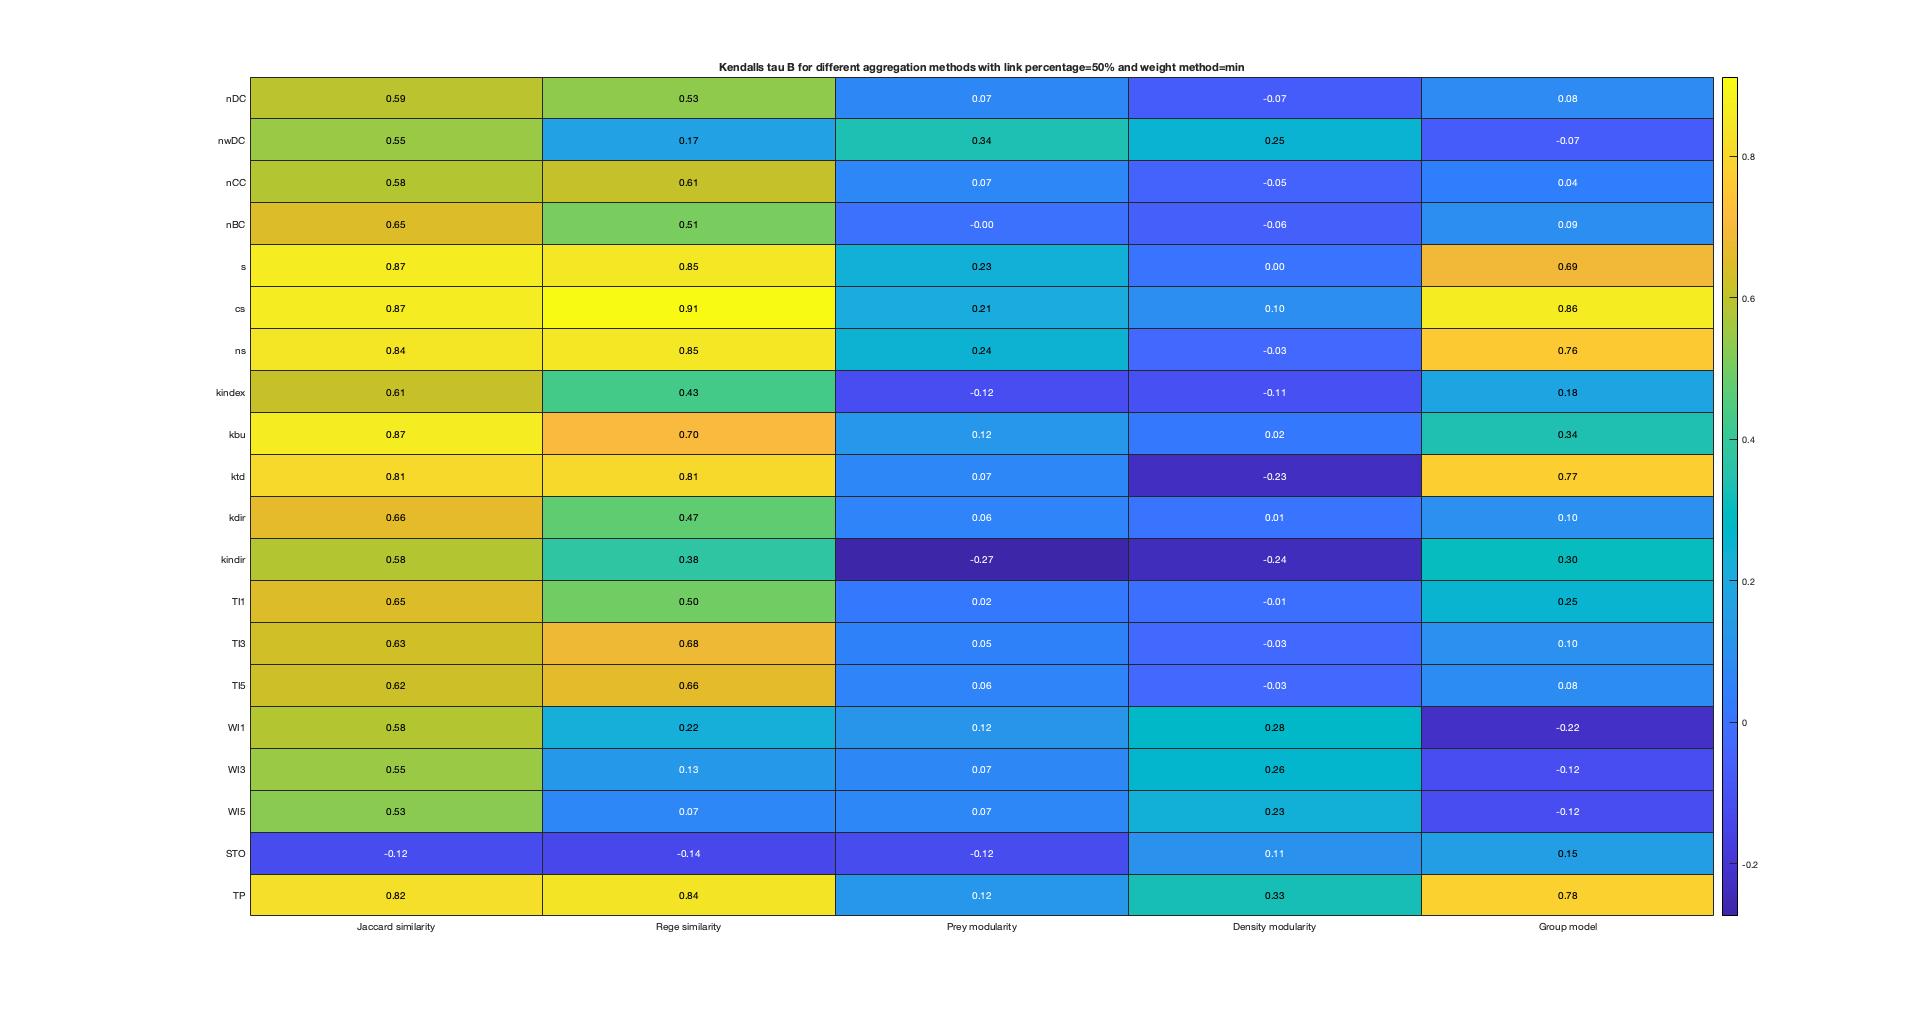 Kendalls tau B for different aggregation methods with link percentage=50% and weight method=min
nDC 0.59 0.53 0.07 -0.07 0.08
nwDC 0.55 0.17 0.34 0.25 -0.07
0.8
nCC 0.58 0.61 0.07 -0.05 0.04
nBC 0.65 0.51 -0.00 -0.06 0.09
s 0.87 0.85 0.23 0.00 0.69
0.6
cs 0.87 0.91 0.21 0.10 0.86
ns 0.84 0.85 0.24 -0.03 0.76
kindex 0.61 0.43 -0.12 -0.11 0.18
kbu 0.87 0.70 0.12 0.02 0.34
0.4
ktd 0.81 0.81 0.07 -0.23 0.77
kdir 0.66 0.47 0.06 0.01 0.10
kindir 0.58 0.38 -0.27 -0.24 0.30
0.2
TI1 0.65 0.50 0.02 -0.01 0.25
TI3 0.63 0.68 0.05 -0.03 0.10
TI5 0.62 0.66 0.06 -0.03 0.08
0
WI1 0.58 0.22 0.12 0.28 -0.22
WI3 0.55 0.13 0.07 0.26 -0.12
WI5 0.53 0.07 0.07 0.23 -0.12
STO -0.12 -0.14 -0.12 0.11 0.15
-0.2
TP 0.82 0.84 0.12 0.33 0.78
Jaccard similarity Rege similarity Prey modularity Density modularity Group model